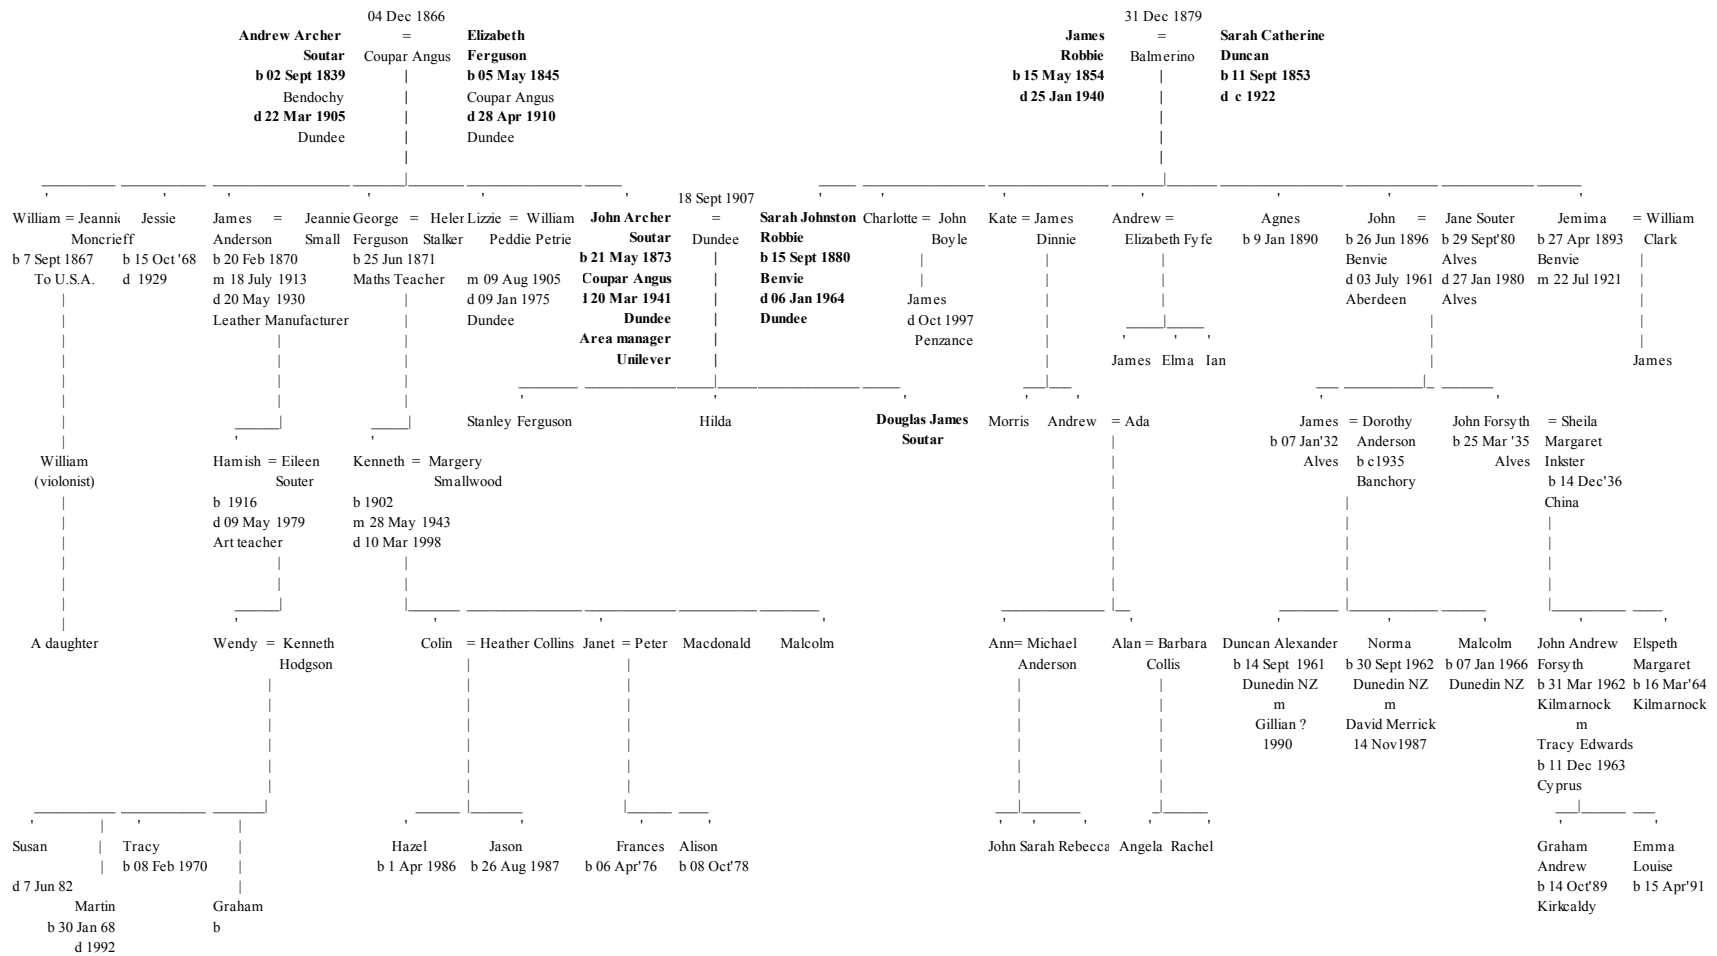 04 Dec 1866
31 Dec 1879
Andrew Archer = Elizabeth
Soutar Coupar Angus Ferguson
b 02 Sept 1839 b 05 May 1845
Bendochy Coupar Angus
d 22 Mar 1905 d 28 Apr 1910
Dundee Dundee
James = Sarah Catherine
Robbie Balmerino Duncan
b 15 May 1854 b 11 Sept 1853
d 25 Jan 1940 d c 1922
William = Jeannie
Moncrieff
b 7 Sept 1867
To U.S.A.
Jessie
b 15 Oct '68
d 1929
James = Jeannie
Anderson Small
b 20 Feb 1870
m 18 July 1913
d 20 May 1930
Leather Manufacturer
George = Helen
Ferguson Stalker
b 25 Jun 1871
Maths Teacher
Lizzie = William
Peddie Petrie
m 09 Aug 1905
d 09 Jan 1975
Dundee
18 Sept 1907
John Archer = Sarah Johnston
Soutar Dundee Robbie
b 21 May 1873 b 15 Sept 1880
Coupar Angus Benvie
d 20 Mar 1941 d 06 Jan 1964
Dundee Dundee
Area manager
Unilever
Charlotte = John
Boyle
James
d Oct 1997
Penzance
Kate = James
Dinnie
Andrew =
Elizabeth Fyfe
James Elma Ian
Agnes
b 9 Jan 1890
John = Jane Souter
b 26 Jun 1896 b 29 Sept'80
Benvie Alves
d 03 July 1961 d 27 Jan 1980
Aberdeen Alves
Jemima = William
b 27 Apr 1893 Clark
Benvie
m 22 Jul 1921
James
Stanley Ferguson
Hilda
Douglas James
Soutar
Morris Andrew = Ada
James = Dorothy
b 07 Jan'32 Anderson
Alves b c1935
Banchory
John Forsyth = Sheila
b 25 Mar '35 Margaret
Alves Inkster
b 14 Dec'36
China
William
(violonist)
Hamish = Eileen
Souter
b 1916
d 09 May 1979
Art teacher
Kenneth = Margery
Smallwood
b 1902
m 28 May 1943
d 10 Mar 1998
A daughter
Wendy = Kenneth
Hodgson
Colin = Heather Collins
Janet = Peter
Macdonald
Malcolm
Ann= Michael
Anderson
Alan = Barbara
Collis
Duncan Alexander
b 14 Sept 1961
Dunedin NZ
m
Gillian ?
1990
Norma
b 30 Sept 1962
Dunedin NZ
m
David Merrick
14 Nov1987
Malcolm
b 07 Jan 1966
Dunedin NZ
John Andrew
Forsyth
b 31 Mar 1962
Kilmarnock
m
Tracy Edwards
b 11 Dec 1963
Cyprus
Elspeth
Margaret
b 16 Mar'64
Kilmarnock
Susan
d 7 Jun 82
Martin
b 30 Jan 68
d 1992
Tracy
b 08 Feb 1970
Graham
b
Hazel
b 1 Apr 1986
Jason
b 26 Aug 1987
Frances
b 06 Apr'76
Alison
b 08 Oct'78
John Sarah Rebecca
Angela Rachel
Graham
Andrew
b 14 Oct'89
Kirkcaldy
Emma
Louise
b 15 Apr'91